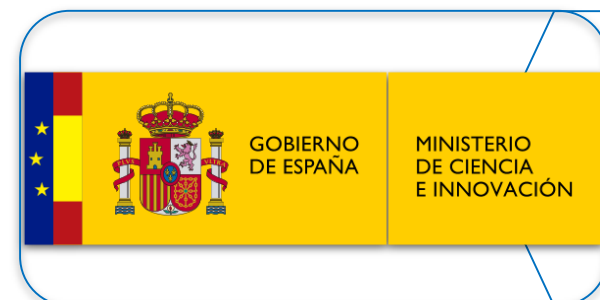 GOBIERNO
DE ESPAÑA
MINISTERIO
DE CIENCIA
E INNOVACIÓN